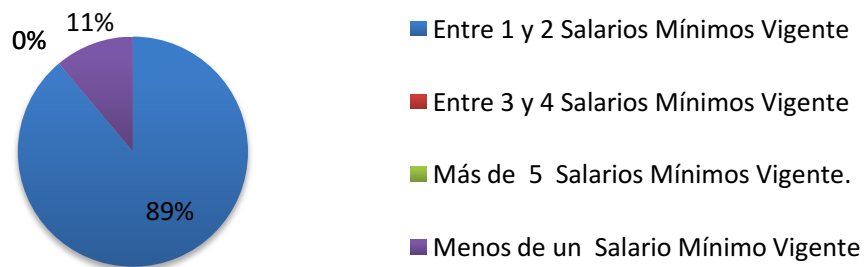 11%
0%
89%
Entre 1 y 2 Salarios Mínimos Vigente
Entre 3 y 4 Salarios Mínimos Vigente
Más de  5  Salarios Mínimos Vigente.
Menos de un  Salario Mínimo Vigente